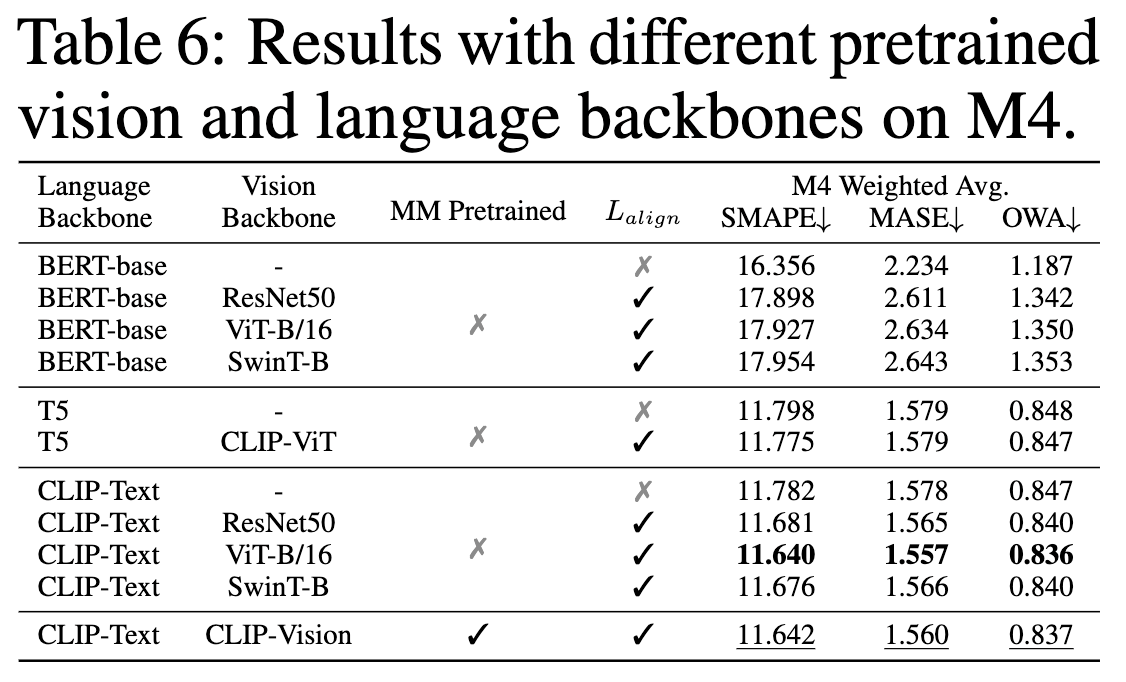 Table 6: Results with different pretrained
vision and language backbones on M4.
Language Backbone Vision Backbone MM Pretrained L_align M4 Weighted Avg.
SMAPE↓ MASE↓ OWA↓
BERT-base - ✗ 16.356 2.234 1.187
BERT-base ResNet50 ✓ 17.898 2.611 1.342
BERT-base ViT-B/16 ✗ ✓ 17.927 2.634 1.350
BERT-base SwinT-B ✓ 17.954 2.643 1.353
T5 - ✗ 11.798 1.579 0.848
T5 CLIP-ViT ✗ ✓ 11.775 1.579 0.847
CLIP-Text - ✗ 11.782 1.578 0.847
CLIP-Text ResNet50 ✓ 11.681 1.565 0.840
CLIP-Text ViT-B/16 ✗ ✓ 11.640 1.557 0.836
CLIP-Text SwinT-B ✓ 11.676 1.566 0.840
CLIP-Text CLIP-Vision ✓ ✓ 11.642 1.560 0.837